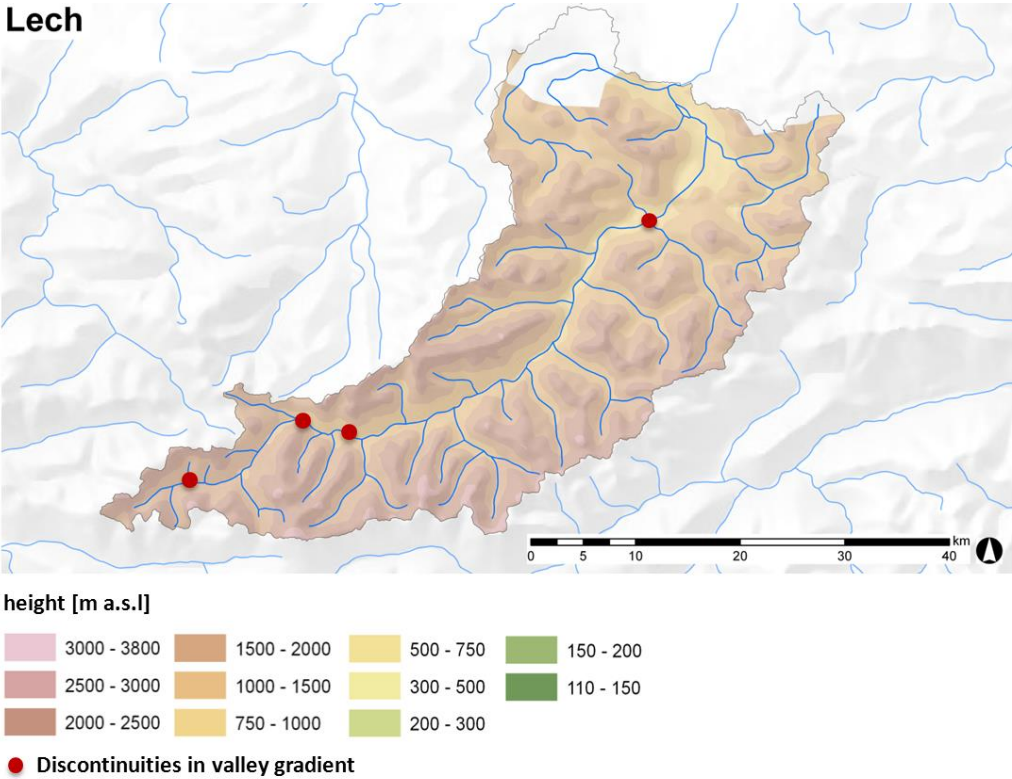 Lech
km
0 5 10 20 30 40
height [m a.s.l]
3000 - 3800 1500 - 2000 500 - 750 150 - 200
2500 - 3000 1000 - 1500 300 - 500 110 - 150
2000 - 2500 750 - 1000 200 - 300
Discontinuities in valley gradient